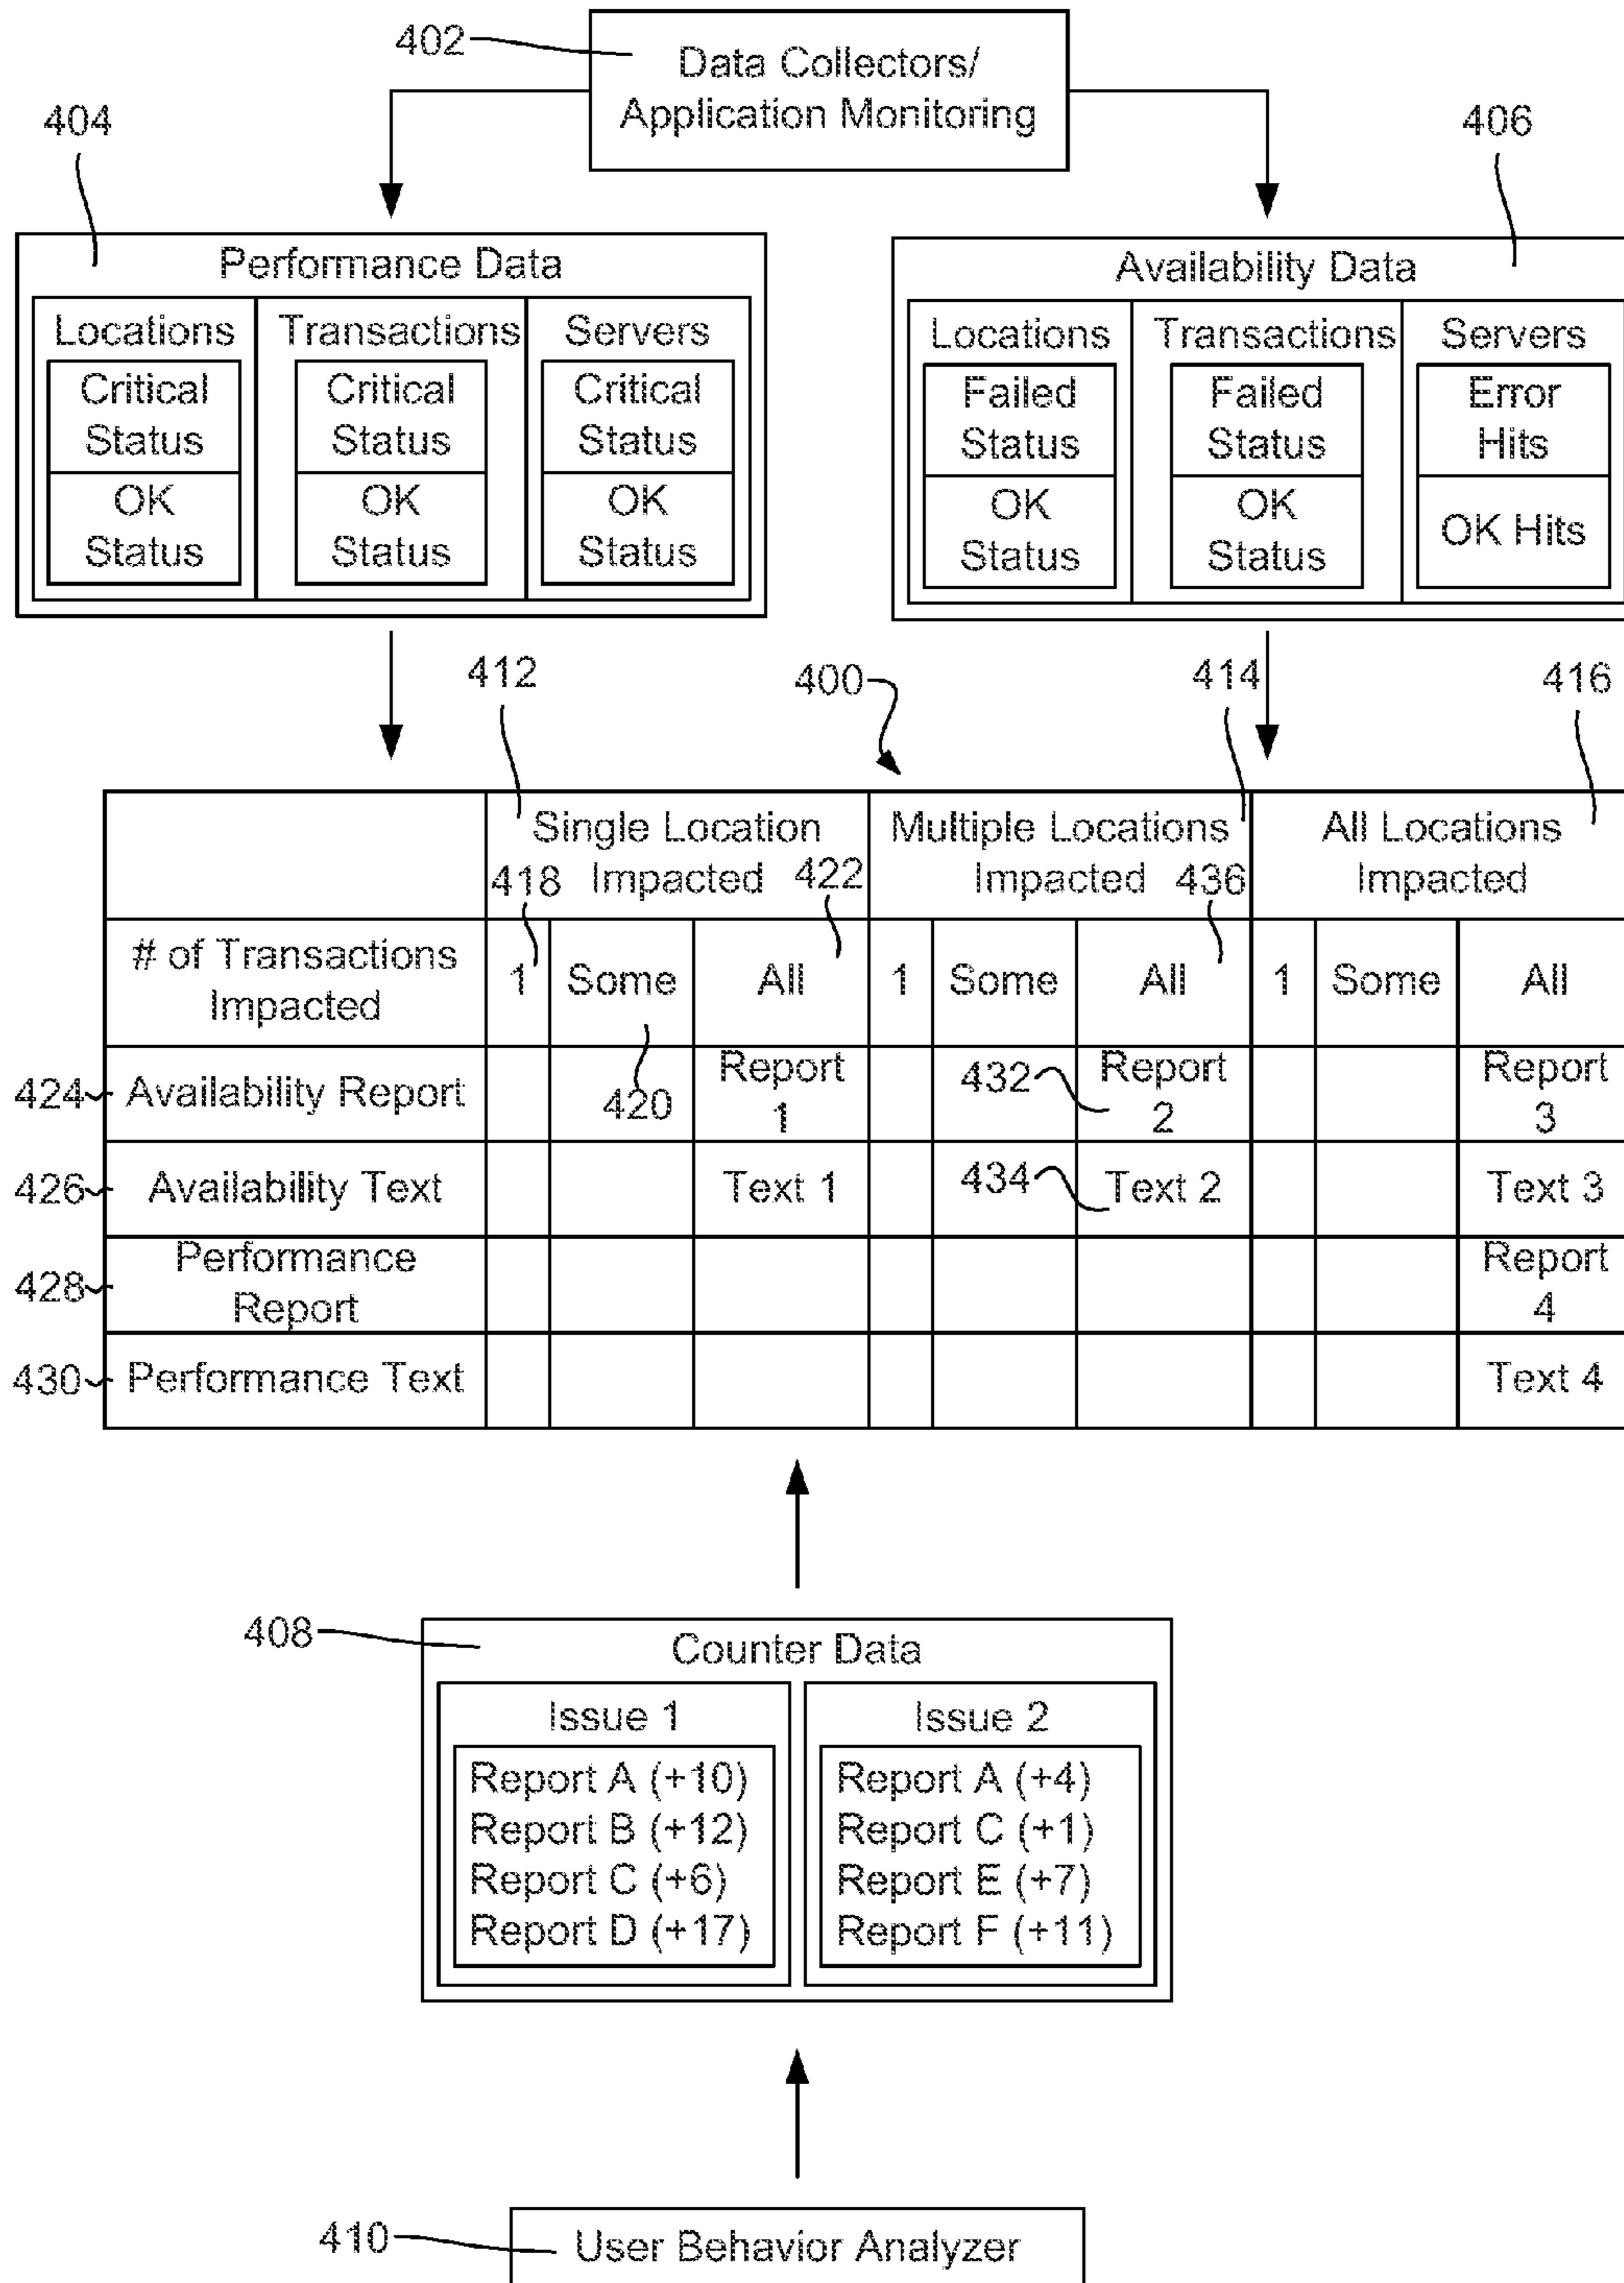 402
Data Collectors/
Application Monitoring
404
406
Performance Data
Locations Transactions Servers
Critical Status
Critical Status
Critical Status
OK Status
OK Status
OK Status
Availability Data
Locations Transactions Servers
Failed Status
Failed Status
Error Hits
OK Status
OK Status
OK Hits
412
400
414
416
Single Location
Impacted
Multiple Locations
Impacted
All Locations
Impacted
418
422
436
# of Transactions
Impacted
1 Some All 1 Some All 1 Some All
424
Availability Report
420
Report
1
432
Report
2
Report
3
426
Availabillity Text
Text 1
434
Text 2
Text 3
428
Performance
Report
Report
4
430
Performance Text
Text 4
408
Counter Data
Issue 1
Report A (+10)
Report B (+12)
Report C (+6)
Report D (+17)
Issue 2
Report A (+4)
Report C (+1)
Report E (+7)
Report F (+11)
410
User Behavior Analyzer